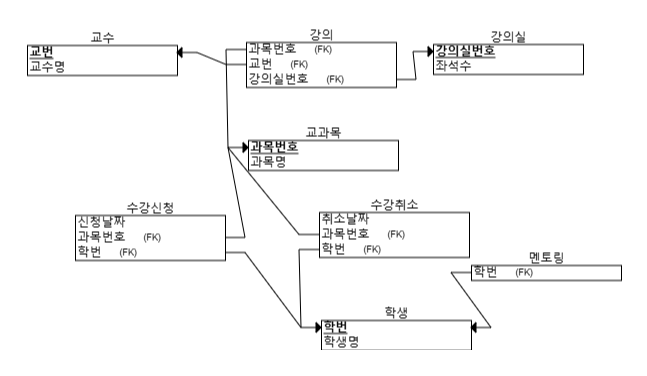 교수
교번
교수명
강의
과목번호 (FK)
교번 (FK)
강의실번호 (FK)
강의실
강의실번호
좌석수
교과목
과목번호
과목명
수강신청
신청날짜
과목번호 (FK)
학번 (FK)
수강취소
취소날짜
과목번호 (FK)
학번 (FK)
멘토링
학번 (FK)
학생
학번
학생명